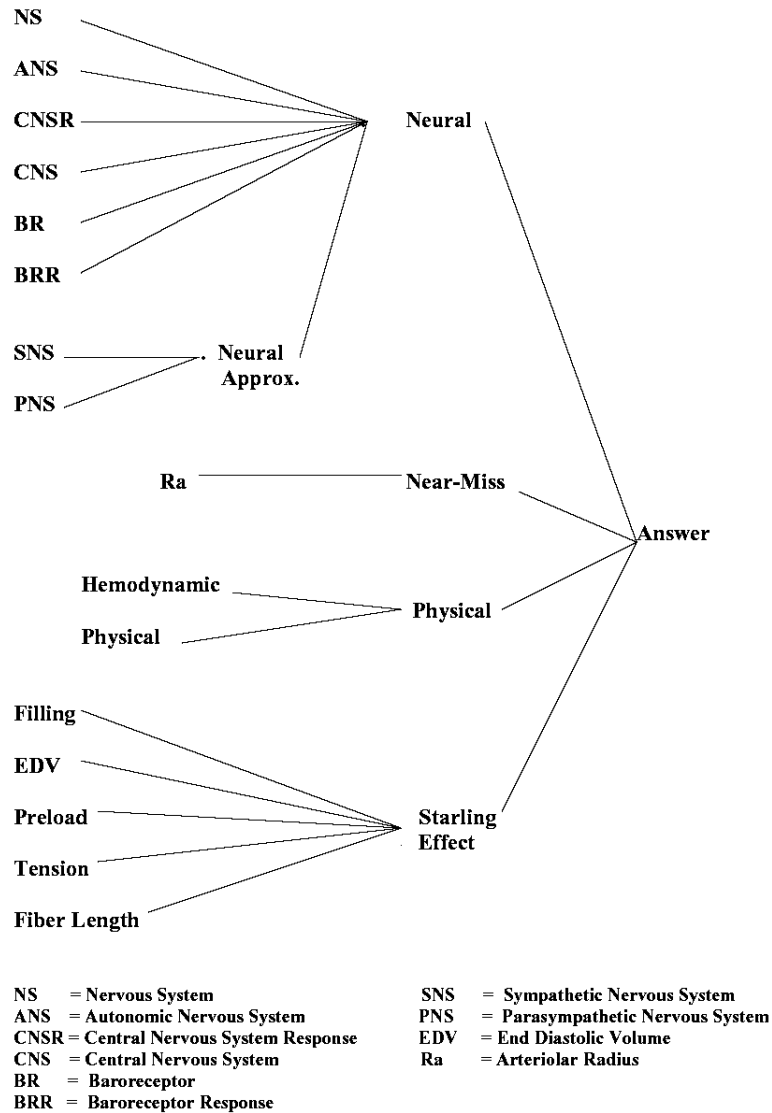 NS
ANS
CNSR
Neural
CNS
BR
BRR
SNS
. Neural
Approx.
PNS
Ra
Near-Miss
Answer
Hemodynamic
Physical
Physical
Filling
EDV
Preload
Starling
Effect
Tension
Fiber Length
NS = Nervous System
ANS = Autonomic Nervous System
CNSR = Central Nervous System Response
CNS = Central Nervous System
BR = Baroreceptor
BRR = Baroreceptor Response
SNS = Sympathetic Nervous System
PNS = Parasympathetic Nervous System
EDV = End Diastolic Volume
Ra = Arteriolar Radius